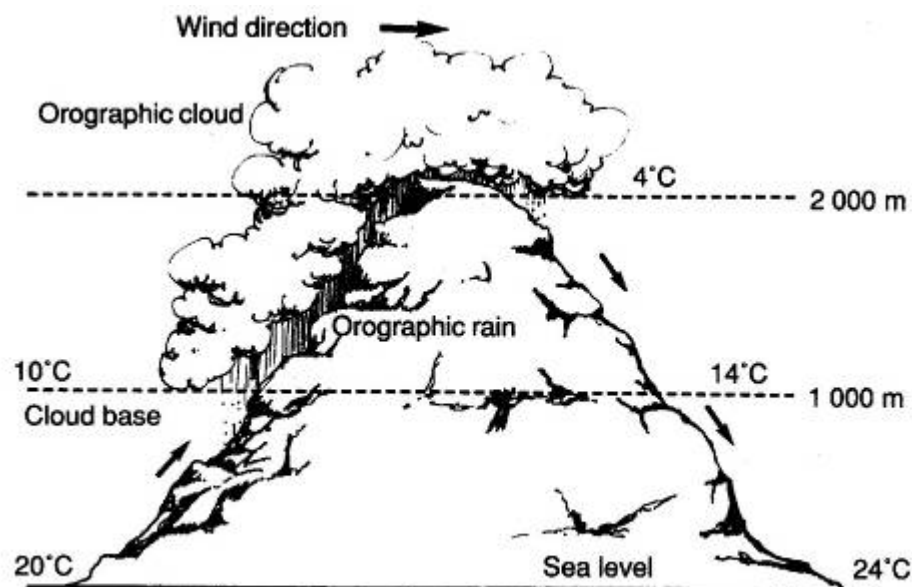 Wind direction
Orographic cloud
4°C
2 000 m
Orographic rain
10°C
14°C
Cloud base
1 000 m
20°C
Sea level
24°C